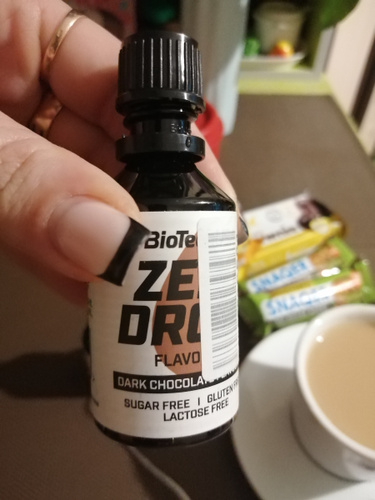 BioTe
ZE
DRO
FLAVO
DARK CHOCOLA
SUGAR FREE | GLUTEN F
LACTOSE FREE
SNACK
SNACK